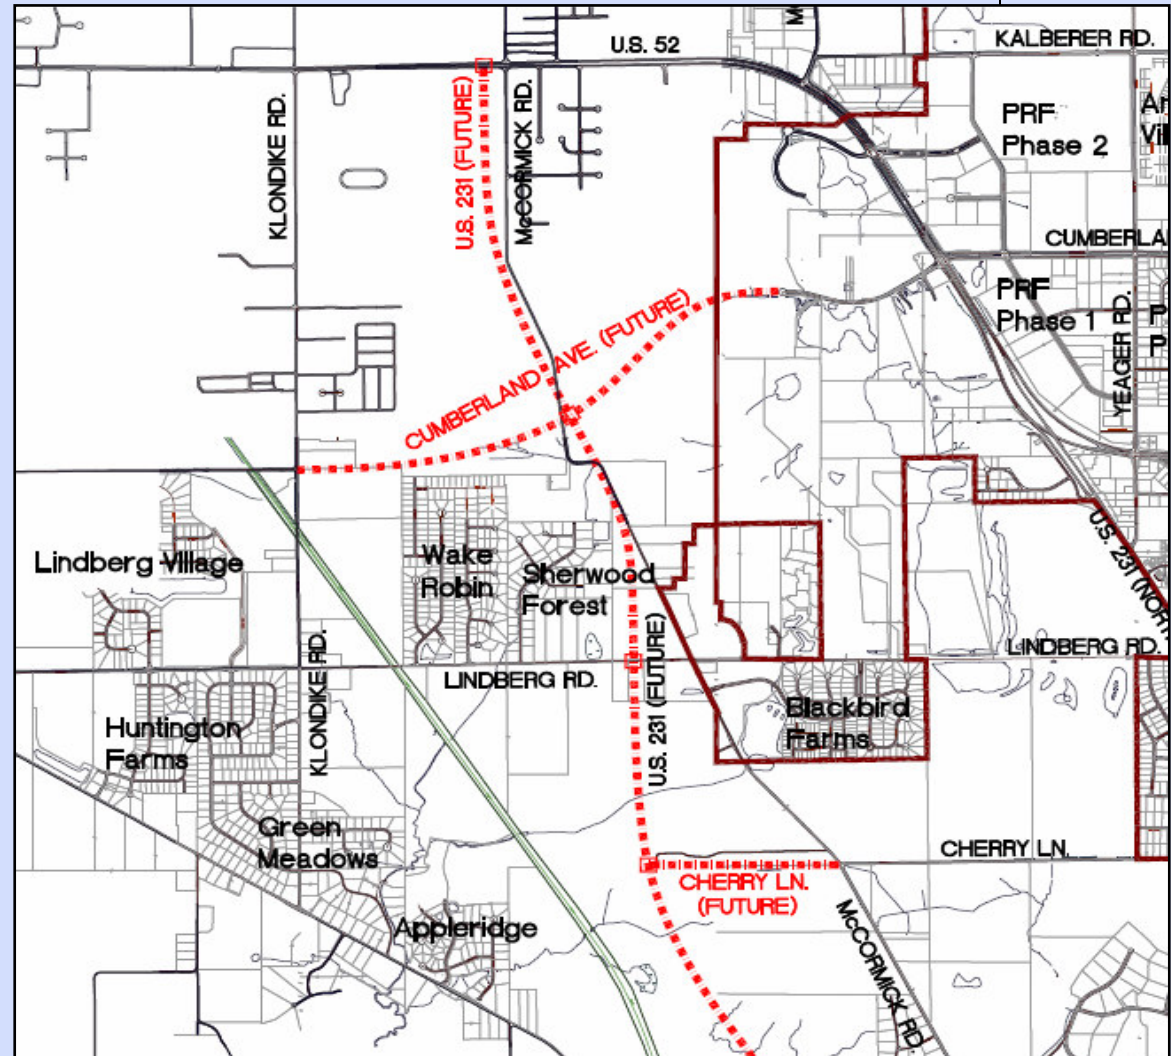 U.S. 52
KALBERER RD.
KLONDIKE RD.
U.S. 231 (FUTURE)
McCORMICK RD.
PRF
Phase 2
CUMBERLA
PRF
Phase 1
YEAGER RD.
CUMBERLAND AVE. (FUTURE)
Lindberg Village
Wake
Robin
Sherwood
Forest
U.S. 231 (NOR
LINDBERG RD.
LINDBERG RD.
KLONDIKE RD.
U.S. 231 (FUTURE)
Huntington
Farms
Blackbird
Farms
Green
Meadows
CHERRY LN.
CHERRY LN.
(FUTURE)
Appleridge
McCORMICK RD.